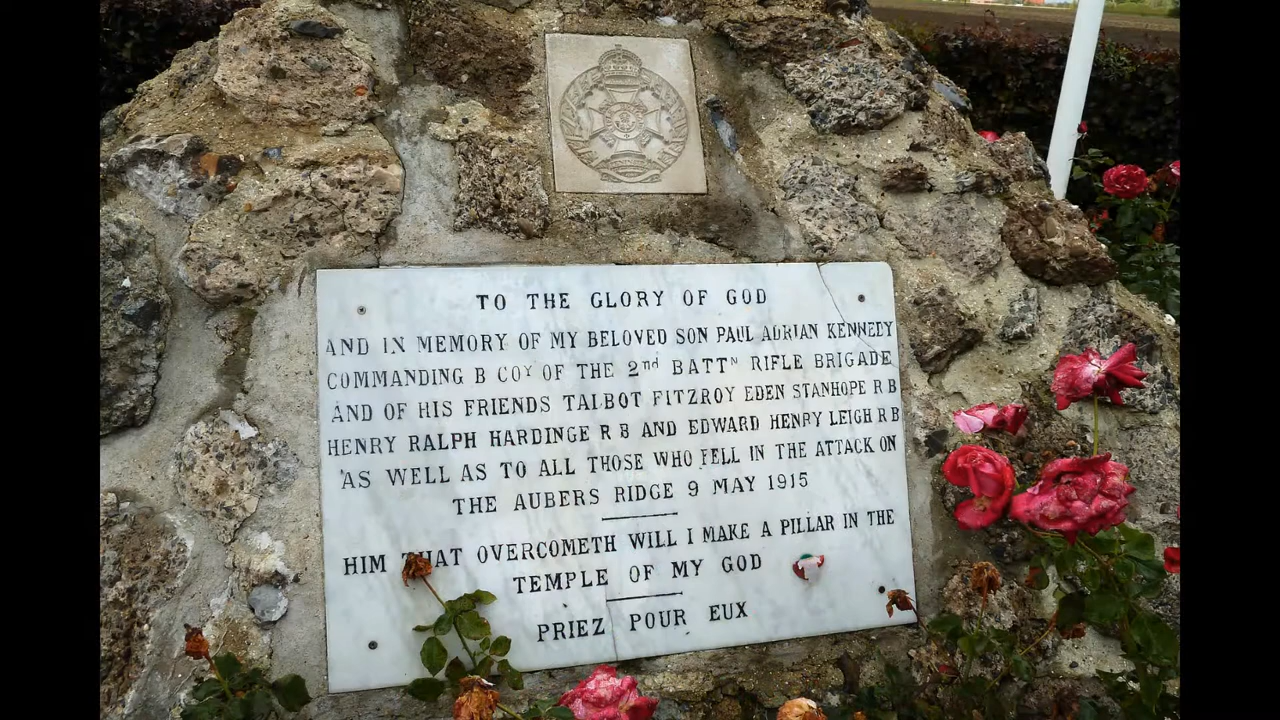 TO THE GLORY OF GOD
AND IN MEMORY OF MY BELOVED SON PAUL ADRIAN KENNEDY
COMMANDING B COY OF THE 2nd BATTN RIFLE BRIGADE
AND OF HIS FRIENDS TALBOT FITZROY EDEN STANHOPE R B
HENRY RALPH HARDINGE R B AND EDWARD HENRY LEIGH R B
AS WELL AS TO ALL THOSE WHO FELL IN THE ATTACK ON
THE AUBERS RIDGE 9 MAY 1915
HIM THAT OVERCOMETH WILL I MAKE A PILLAR IN THE
TEMPLE OF MY GOD
PRIEZ POUR EUX